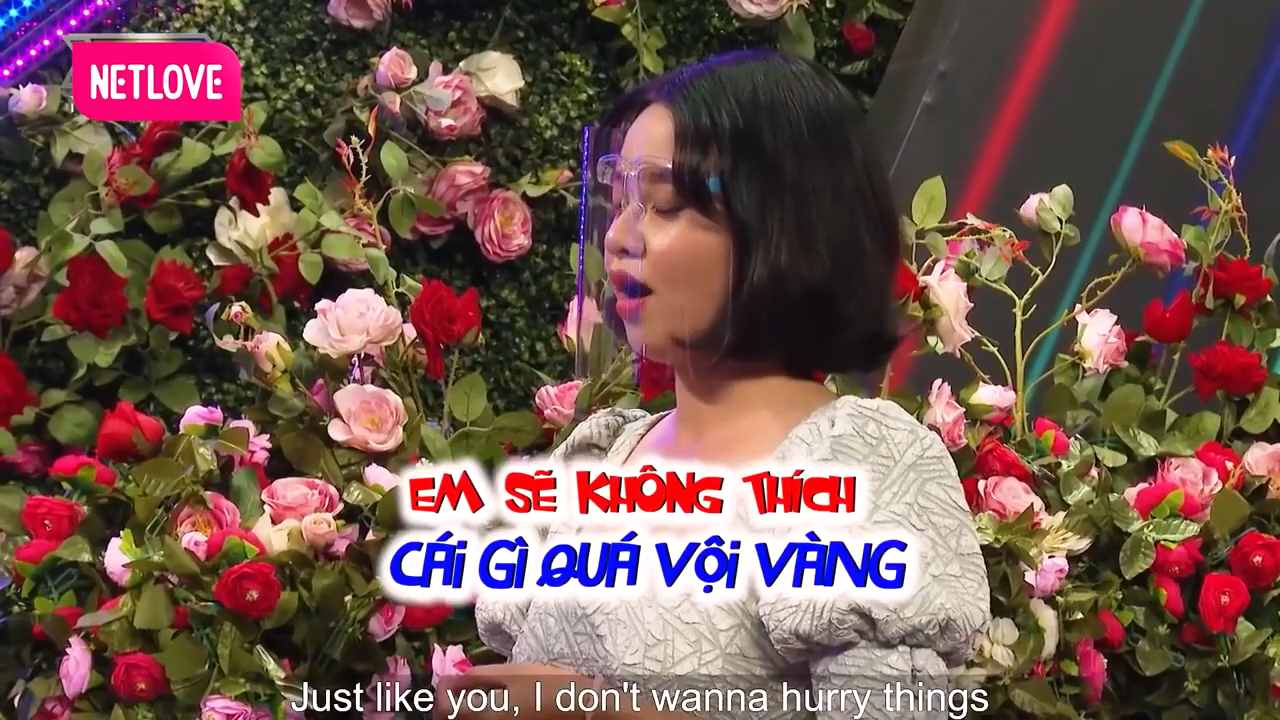 NETLOVE
EM SẼ KHÔNG THÍCH
CÁI GÌ QUÁ VỘI VÀNG
Just like you, I don't wanna hurry things